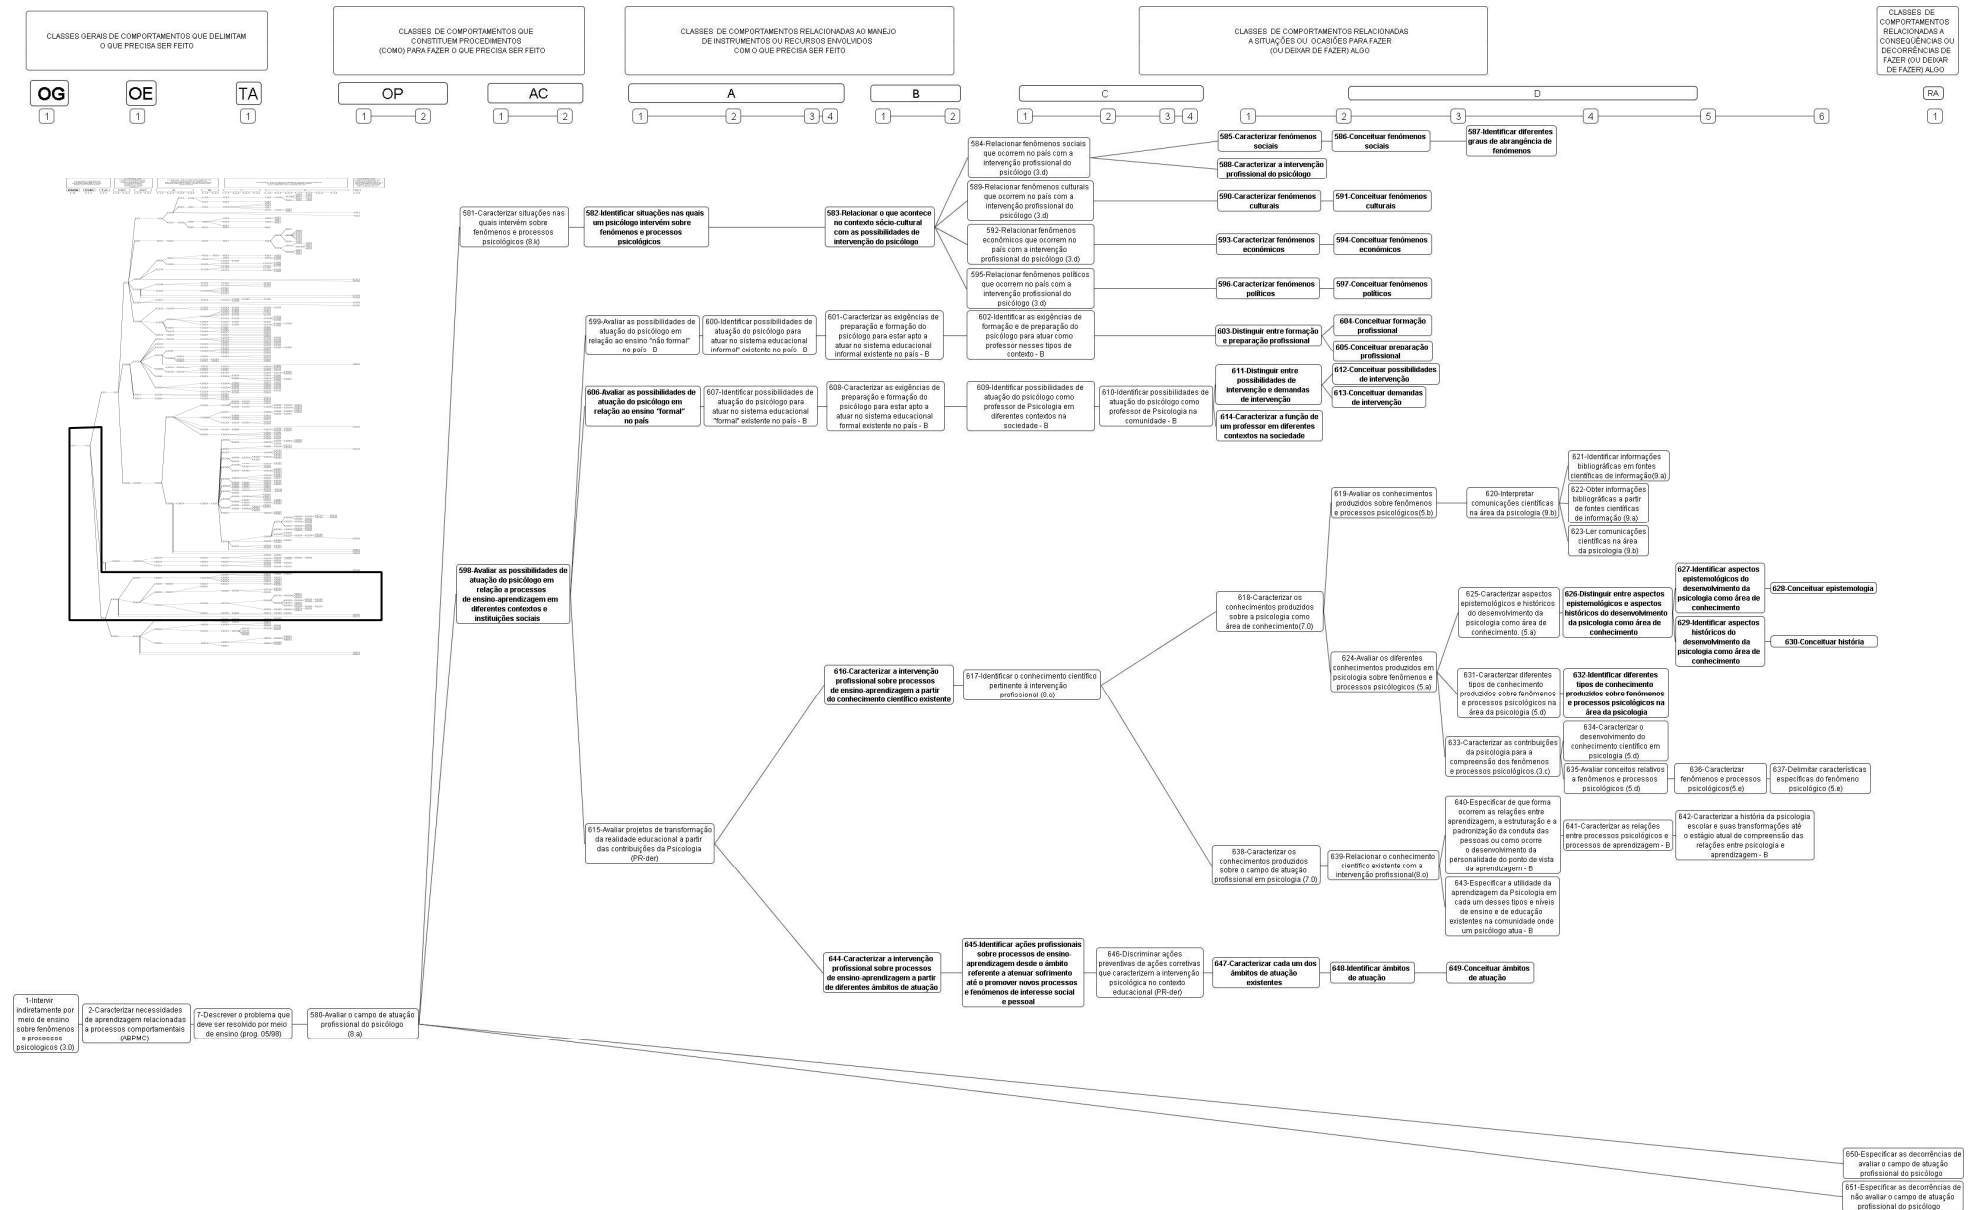 CLASSES GERAIS DE COMPORTAMENTOS QUE DELIMITAM
O QUE PRECISA SER FEITO
CLASSES DE COMPORTAMENTOS QUE
CONSTITUEM PROCEDIMENTOS
(COMO) PARA FAZER O QUE PRECISA SER FEITO
CLASSES DE COMPORTAMENTOS RELACIONADAS AO MANEJO
DE INSTRUMENTOS OU RECURSOS ENVOLVIDOS
COM O QUE PRECISA SER FEITO
CLASSES DE COMPORTAMENTOS RELACIONADAS
A SITUAÇÕES OU OCASIÕES PARA FAZER
(OU DEIXAR DE FAZER) ALGO
CLASSES DE
COMPORTAMENTOS
RELACIONADAS A
CONSEQÜÊNCIAS OU
DECORRÊNCIAS DE
FAZER (OU DEIXAR
DE FAZER) ALGO
OG
OE
TA
OP
AC
A
B
C
D
RA
1
1
1
1
2
1
2
1
2
3
4
1
2
1
2
3
4
1
2
3
4
5
6
1
581-Caracterizar situações nas
quais intervém sobre
fenômenos e processos
psicológicos (8.k)
582-Identificar situações nas quais
um psicólogo intervém sobre
fenômenos e processos
psicológicos
583-Relacionar o que acontece
no contexto sócio-cultural
com as possibilidades de
intervenção do psicólogo
584-Relacionar fenômenos sociais
que ocorrem no país com a
intervenção profissional do
psicólogo (3.d)
585-Caracterizar fenômenos
sociais
586-Conceituar fenômenos
sociais
587-Identificar diferentes
graus de abrangência de
fenômenos
588-Caracterizar a intervenção
profissional do psicólogo
589-Relacionar fenômenos culturais
que ocorrem no país com a
intervenção profissional do
psicólogo (3.d)
590-Caracterizar fenômenos
culturais
591-Conceituar fenômenos
culturais
592-Relacionar fenômenos
econômicos que ocorrem no
país com a intervenção
profissional do psicólogo (3.d)
593-Caracterizar fenômenos
econômicos
594-Conceituar fenômenos
econômicos
595-Relacionar fenômenos políticos
que ocorrem no país com a
intervenção profissional do
psicólogo (3.d)
596-Caracterizar fenômenos
políticos
597-Conceituar fenômenos
políticos
599-Avaliar as possibilidades de
atuação do psicólogo em
relação ao ensino "não formal"
no país - B
600-Identificar possibilidades de
atuação do psicólogo para
atuar no sistema educacional
informal" existente no país - B
601-Caracterizar as exigências de
preparação e formação do
psicólogo para estar apto a
atuar no sistema educacional
informal existente no país - B
602-Identificar as exigências de
formação e de preparação do
psicólogo para atuar como
professor nesses tipos de
contexto - B
603-Distinguir entre formação
e preparação profissional
604-Conceituar formação
profissional
605-Conceituar preparação
profissional
606-Avaliar as possibilidades de
atuação do psicólogo em
relação ao ensino "formal"
no país
607-Identificar possibilidades de
atuação do psicólogo para
atuar no sistema educacional
"formal" existente no país - B
608-Caracterizar as exigências de
preparação e formação do
psicólogo para estar apto a
atuar no sistema educacional
formal existente no país - B
609-Identificar possibilidades de
atuação do psicólogo como
professor de Psicologia em
diferentes contextos na
sociedade - B
610-Identificar possibilidades de
atuação do psicólogo como
professor de Psicologia na
comunidade - B
611-Distinguir entre
possibilidades de
intervenção e demandas
de intervenção
612-Conceituar possibilidades
de intervenção
613-Conceituar demandas
de intervenção
614-Caracterizar a função de
um professor em diferentes
contextos na sociedade
598-Avaliar as possibilidades de
atuação do psicólogo em
relação a processos
de ensino-aprendizagem em
diferentes contextos e
instituições sociais
615-Avaliar projetos de transformação
da realidade educacional a partir
das contribuições da Psicologia
(PR-der)
616-Caracterizar a intervenção
profissional sobre processos
de ensino-aprendizagem a partir
do conhecimento científico existente
617-Identificar o conhecimento científico
pertinente à intervenção
profissional (8.o)
618-Caracterizar os
conhecimentos produzidos
sobre a psicologia como
área de conhecimento(7.0)
619-Avaliar os conhecimentos
produzidos sobre fenômenos
e processos psicológicos(5.b)
620-Interpretar
comunicações científicas
na área da psicologia (9.b)
621-Identificar informações
bibliográficas em fontes
científicas de informação(9.a)
622-Obter informações
bibliográficas a partir
de fontes científicas
de informação (9.a)
623-Ler comunicações
científicas na área
da psicologia (9.b)
624-Avaliar os diferentes
conhecimentos produzidos em
psicologia sobre fenômenos e
processos psicólogicos (5.a)
625-Caracterizar aspectos
epistemológicos e históricos
do desenvolvimento da
psicologia como área de
conhecimento. (5.a)
626-Distinguir entre aspectos
epistemológicos e aspectos
históricos do desenvolvimento
da psicologia como área de
conhecimento
627-Identificar aspectos
epistemológicos do
desenvolvimento da
psicologia como área de
conhecimento
628-Conceituar epistemologia
629-Identificar aspectos
históricos do
desenvolvimento da
psicologia como área de
conhecimento
630-Conceituar história
631-Caracterizar diferentes
tipos de conhecimento
produzidos sobre fenômenos
e processos psicológicos na
área da psicologia (5.d)
632-Identificar diferentes
tipos de conhecimento
produzidos sobre fenômenos
e processos psicológicos na
área da psicologia
633-Caracterizar as contribuições
da psicologia para a
compreensão dos fenômenos
e processos psicológicos.(3.c)
634-Caracterizar o
desenvolvimento do
conhecimento científico em
psicologia (5.d)
635-Avaliar conceitos relativos
a fenômenos e processos
psicológicos (5.d)
636-Caracterizar
fenômenos e processos
psicológicos(5.e)
637-Delimitar características
específicas do fenômeno
psicológico (5.e)
638-Caracterizar os
conhecimentos produzidos
sobre o campo de atuação
profissional em psicologia (7.0)
639-Relacionar o conhecimento
científico existente com a
intervenção profissional(8.o)
640-Especificar de que forma
ocorrem as relações entre
aprendizagem, a estruturação e a
padronização da conduta das
pessoas ou como ocorre
o desenvolvimento da
personalidade do ponto de vista
da aprendizagem - B
641-Caracterizar as relações
entre processos psicológicos e
processos de aprendizagem - B
642-Caracterizar a história da psicologia
escolar e suas transformações até
o estágio atual de compreensão das
relações entre psicologia e
aprendizagem - B
643-Especificar a utilidade da
aprendizagem da Psicologia em
cada um desses tipos e níveis
de ensino e de educação
existentes na comunidade onde
um psicólogo atua - B
644-Caracterizar a intervenção
profissional sobre processos
de ensino-aprendizagem a partir
de diferentes âmbitos de atuação
645-Identificar ações profissionais
sobre processos de ensino-
aprendizagem desde o âmbito
referente a atenuar sofrimento
até o promover novos processos
e fenômenos de interesse social
e pessoal
646-Discriminar ações
preventivas de ações corretivas
que caracterizem a intervenção
psicológica no contexto
educacional (PR-der)
647-Caracterizar cada um dos
âmbitos de atuação
existentes
648-Identificar âmbitos
de atuação
649-Conceituar âmbitos
de atuação
1-Intervir
indiretamente por
meio de ensino
sobre fenômenos
e processos
psicológicos (3.0)
2-Caracterizar necessidades
de aprendizagem relacionadas
a processos comportamentais
(ABPMC)
7-Descrever o problema que
deve ser resolvido por meio
de ensino (prog. 05/98)
580-Avaliar o campo de atuação
profissional do psicólogo
(8.a)
650-Especificar as decorrências de
avaliar o campo de atuação
profissional do psicólogo
651-Especificar as decorrências de
não avaliar o campo de atuação
profissional do psicólogo